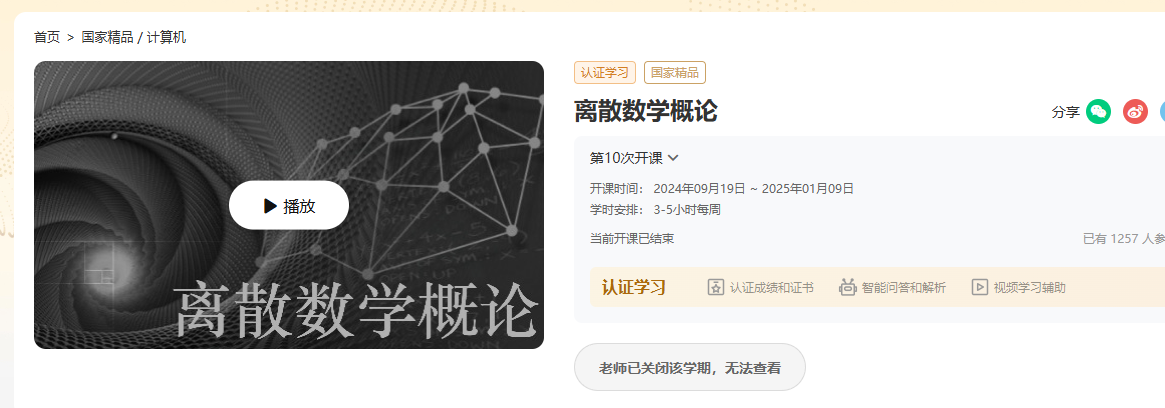 首页 > 国家精品 / 计算机
播放
离散数学概论
认证学习 国家精品
离散数学概论
分享
第10次开课
开课时间： 2024年09月19日 ~ 2025年01月09日
学时安排： 3-5小时每周
当前开课已结束
已有 1257 人参
认证学习 认证成绩和证书 智能问答和解析 视频学习辅助
老师已关闭该学期，无法查看